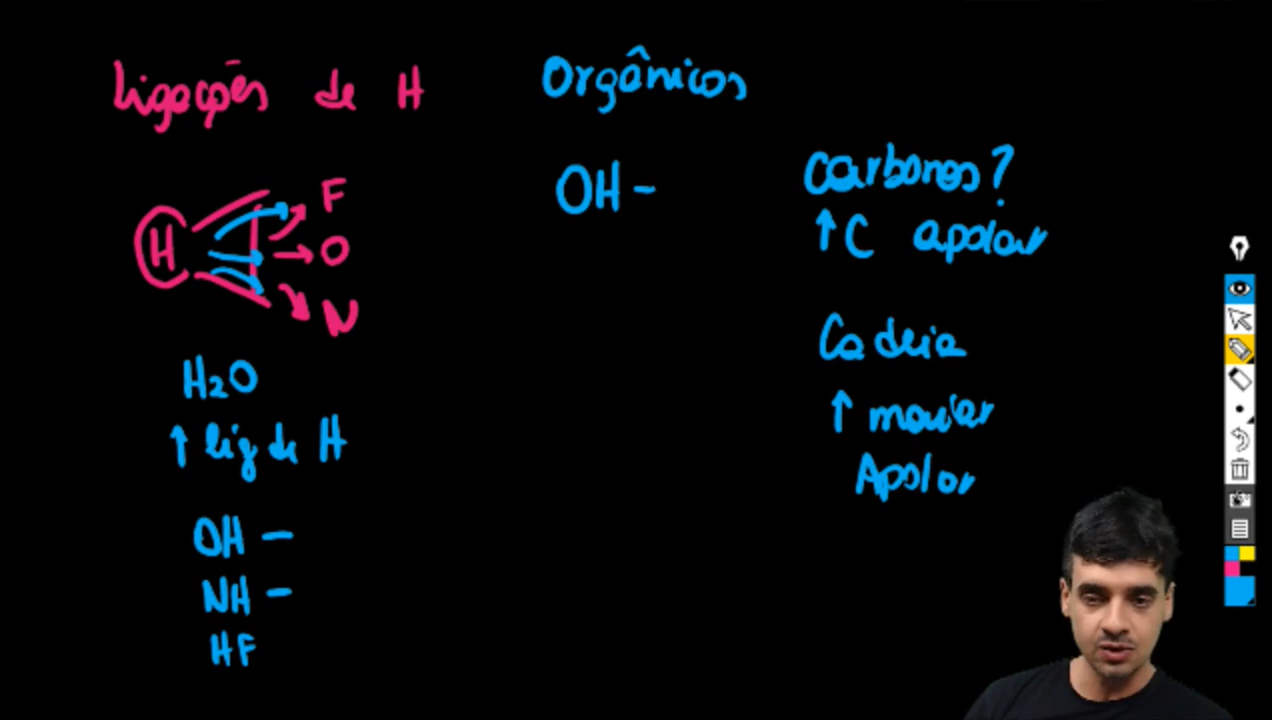 Ligações de H
H
F
O
N
H2O
↑ lig de H
OH -
NH -
HF
Orgânicos
OH -
Carbonos?
↑ C apolar
Cadeia
↑ maior
Apolar